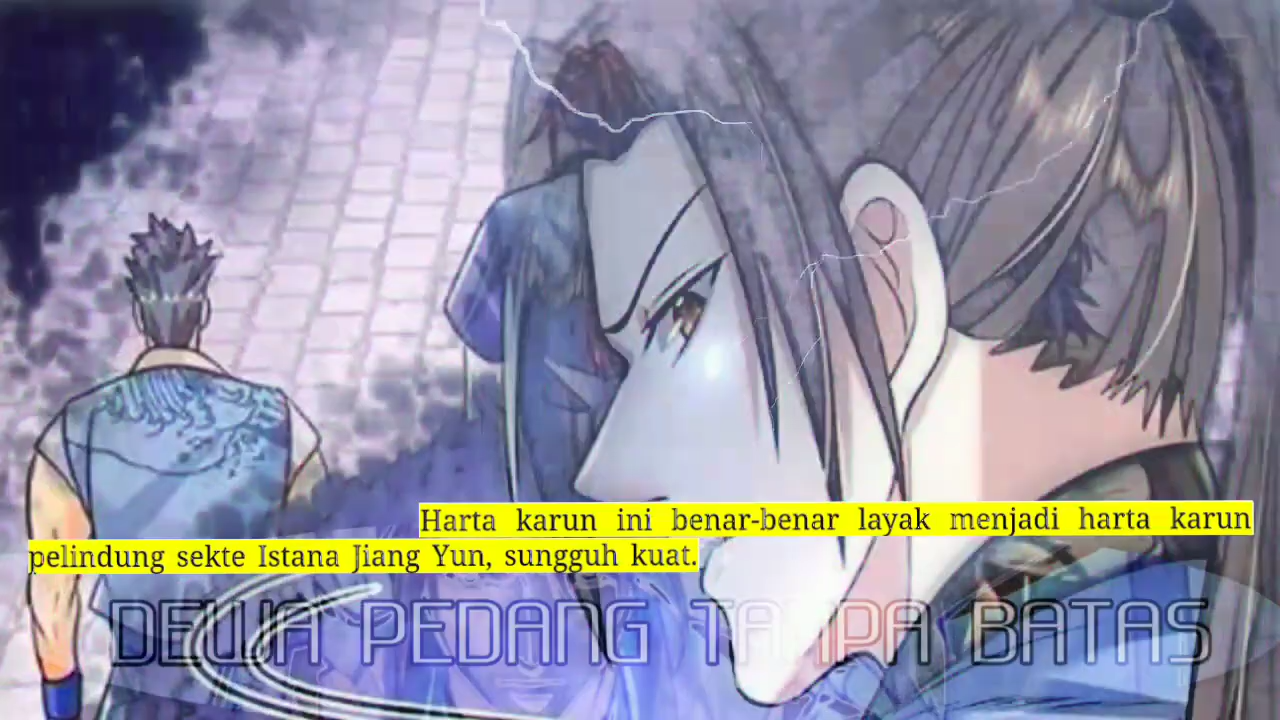 Harta karun ini benar-benar layak menjadi harta karun
pelindung sekte Istana Jiang Yun, sungguh kuat.
DEWA PEDANG TANPA BATAS